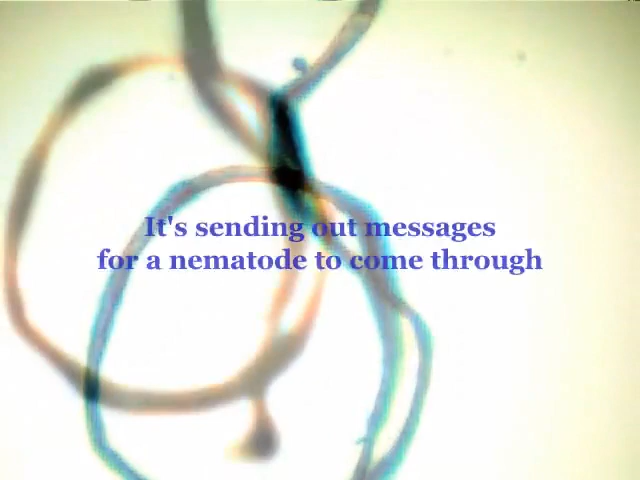 It's sending out messages
for a nematode to come through